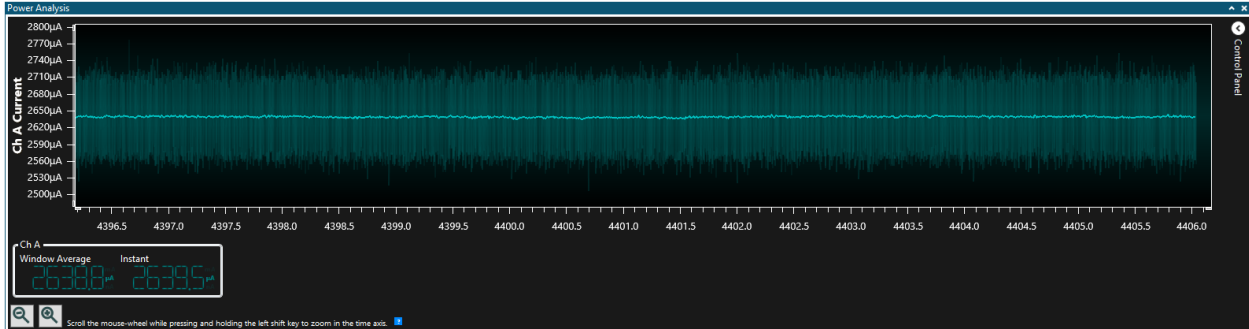 Power Analysis
2800µA
2770µA
2740µA
2710µA
2680µA
2650µA
2620µA
2590µA
2560µA
2530µA
2500µA
Ch A Current
Control Panel
4396.5 4397.0 4397.5 4398.0 4398.5 4399.0 4399.5 4400.0 4400.5 4401.0 4401.5 4402.0 4402.5 4403.0 4403.5 4404.0 4404.5 4405.0 4405.5 4406.0
Ch A
Window Average Instant
2638.8 µA 2639.5 µA
Scroll the mouse-wheel while pressing and holding the left shift key to zoom in the time axis. ?